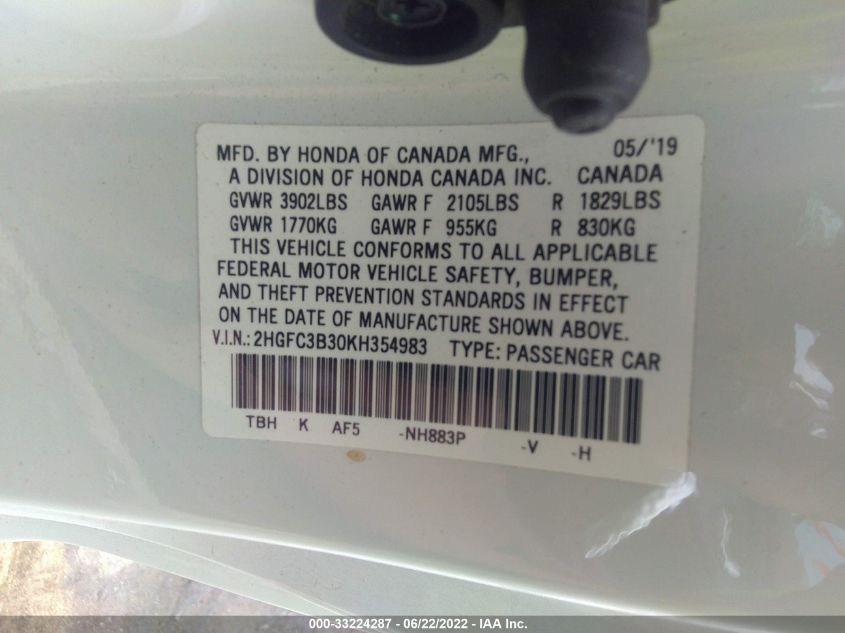 MFD. BY HONDA OF CANADA MFG., 05/'19
A DIVISION OF HONDA CANADA INC. CANADA
GVWR 3902LBS GAWR F 2105LBS R 1829LBS
GVWR 1770KG GAWR F 955KG R 830KG
THIS VEHICLE CONFORMS TO ALL APPLICABLE
FEDERAL MOTOR VEHICLE SAFETY, BUMPER,
AND THEFT PREVENTION STANDARDS IN EFFECT
ON THE DATE OF MANUFACTURE SHOWN ABOVE.
V.I.N.: 2HGFC3B30KH354983 TYPE: PASSENGER CAR
TBH K AF5 -NH883P -V -H
000-33224287 - 06/22/2022 - IAA Inc.